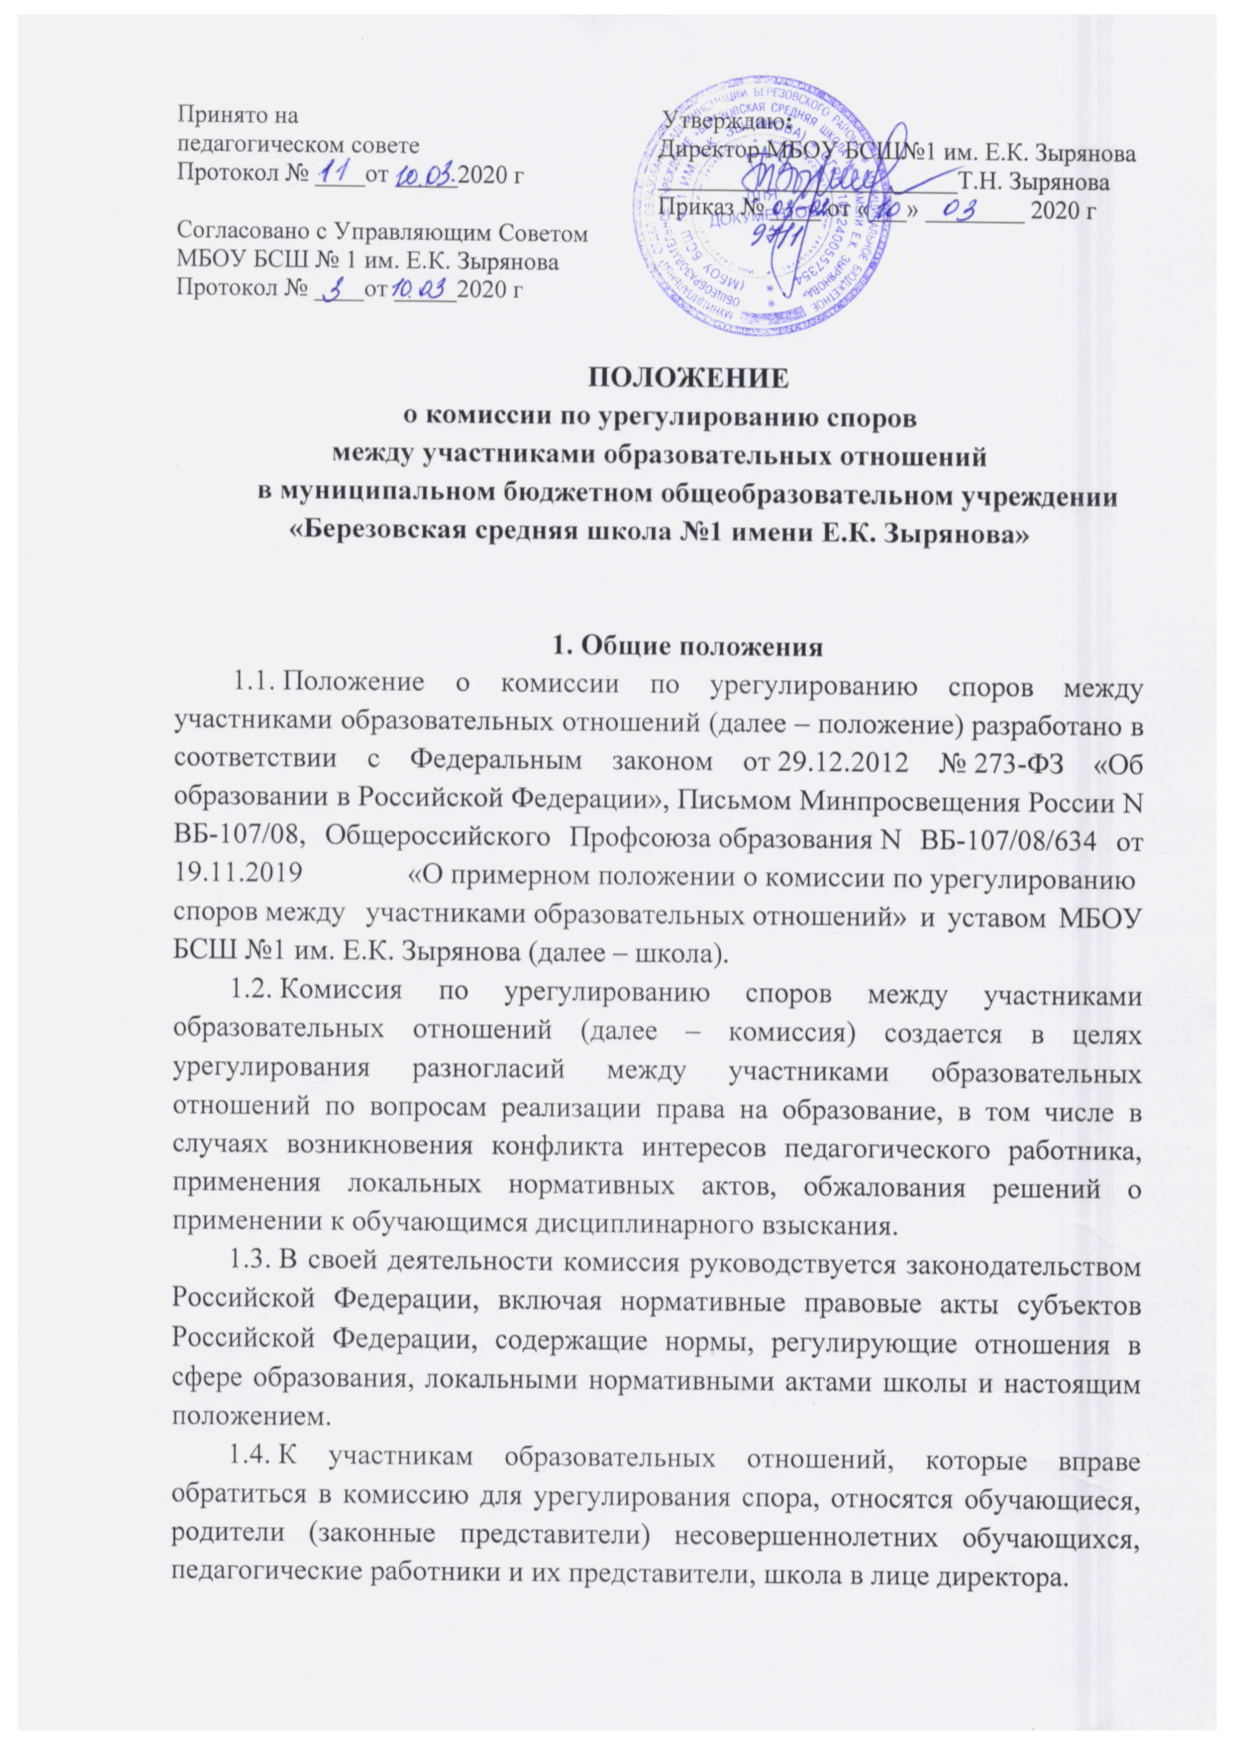 Принято на
педагогическом совете
Протокол № 11 от 10.03.2020 г
Согласовано с Управляющим Советом
МБОУ БСШ № 1 им. Е.К. Зырянова
Протокол № 3 от 10.03 2020 г
Утверждаю:
Директор МБОУ БСШ№1 им. Е.К. Зырянова
Т.Н. Зырянова
Приказ № 03-02 от «10» 03 2020 г
97/1
ДЛЯ
ДОКУМЕНТОВ
ПОЛОЖЕНИЕ
о комиссии по урегулированию споров
между участниками образовательных отношений
в муниципальном бюджетном общеобразовательном учреждении
«Березовская средняя школа №1 имени Е.К. Зырянова»
1. Общие положения
1.1. Положение о комиссии по урегулированию споров между
участниками образовательных отношений (далее – положение) разработано в
соответствии с Федеральным законом от 29.12.2012 № 273-ФЗ «Об
образовании в Российской Федерации», Письмом Минпросвещения России N
ВБ-107/08, Общероссийского Профсоюза образования N ВБ-107/08/634 от
19.11.2019 «О примерном положении о комиссии по урегулированию
споров между участниками образовательных отношений» и уставом МБОУ
БСШ №1 им. Е.К. Зырянова (далее – школа).
1.2. Комиссия по урегулированию споров между участниками
образовательных отношений (далее – комиссия) создается в целях
урегулирования разногласий между участниками образовательных
отношений по вопросам реализации права на образование, в том числе в
случаях возникновения конфликта интересов педагогического работника,
применения локальных нормативных актов, обжалования решений о
применении к обучающимся дисциплинарного взыскания.
1.3. В своей деятельности комиссия руководствуется законодательством
Российской Федерации, включая нормативные правовые акты субъектов
Российской Федерации, содержащие нормы, регулирующие отношения в
сфере образования, локальными нормативными актами школы и настоящим
положением.
1.4. К участникам образовательных отношений, которые вправе
обратиться в комиссию для урегулирования спора, относятся обучающиеся,
родители (законные представители) несовершеннолетних обучающихся,
педагогические работники и их представители, школа в лице директора.